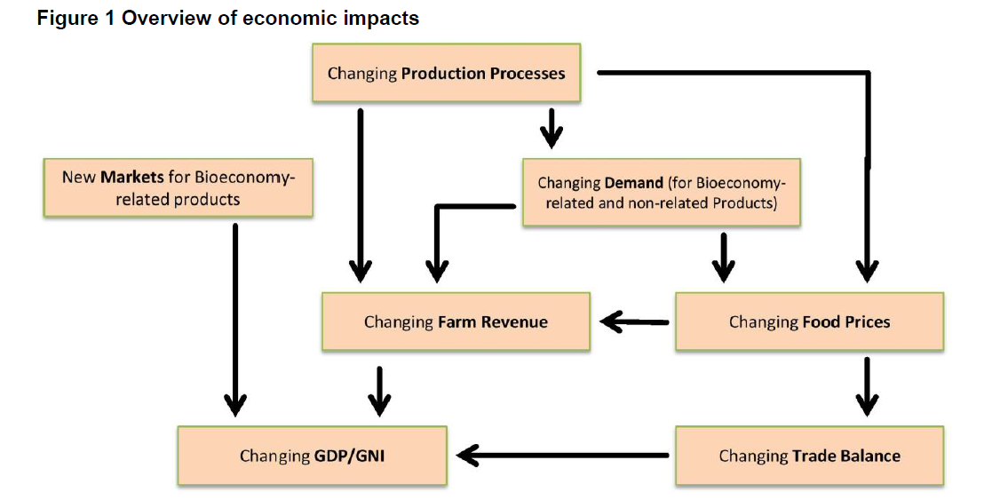 Figure 1 Overview of economic impacts
Changing Production Processes
New Markets for Bioeconomy-
related products
Changing Demand (for Bioeconomy-
related and non-related Products)
Changing Farm Revenue
Changing Food Prices
Changing GDP/GNI
Changing Trade Balance